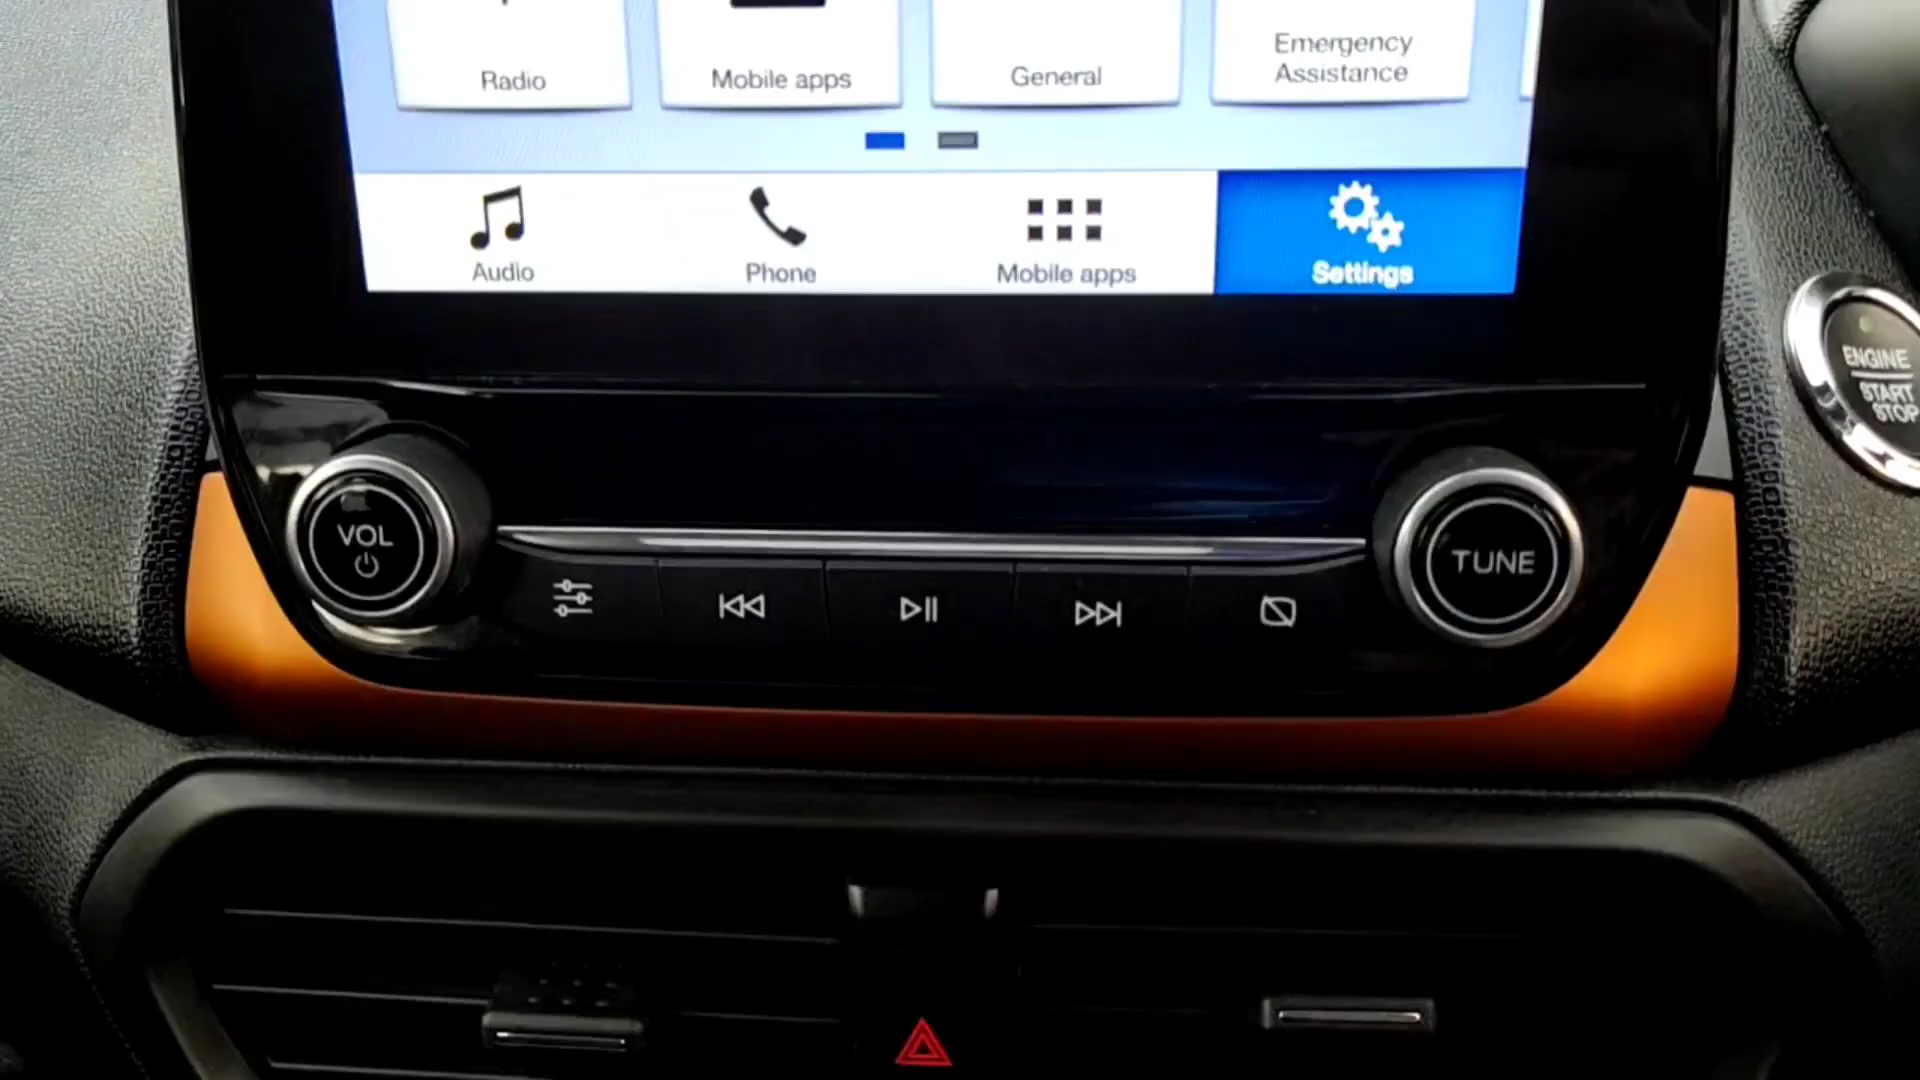 Radio
Mobile apps
General
Emergency
Assistance
Audio
Phone
Mobile apps
Settings
ENGINE
START
STOP
VOL
TUNE